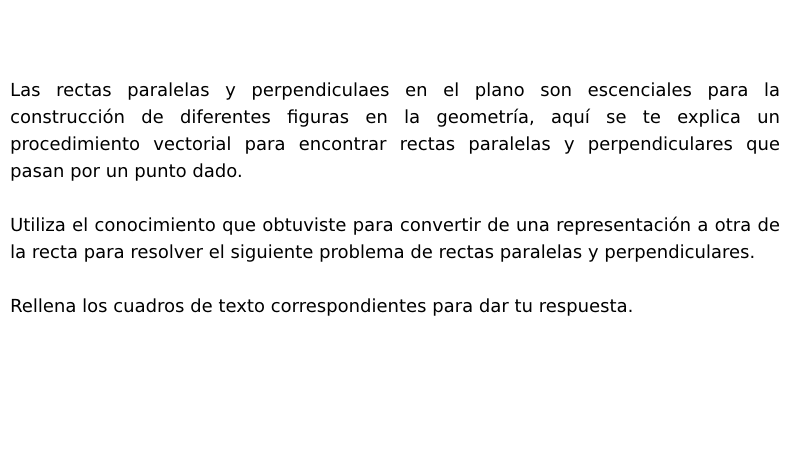 Las rectas paralelas y perpendiculaes en el plano son escenciales para la
construcción de diferentes figuras en la geometría, aquí se te explica un
procedimiento vectorial para encontrar rectas paralelas y perpendiculares que
pasan por un punto dado.
Utiliza el conocimiento que obtuviste para convertir de una representación a otra de
la recta para resolver el siguiente problema de rectas paralelas y perpendiculares.
Rellena los cuadros de texto correspondientes para dar tu respuesta.